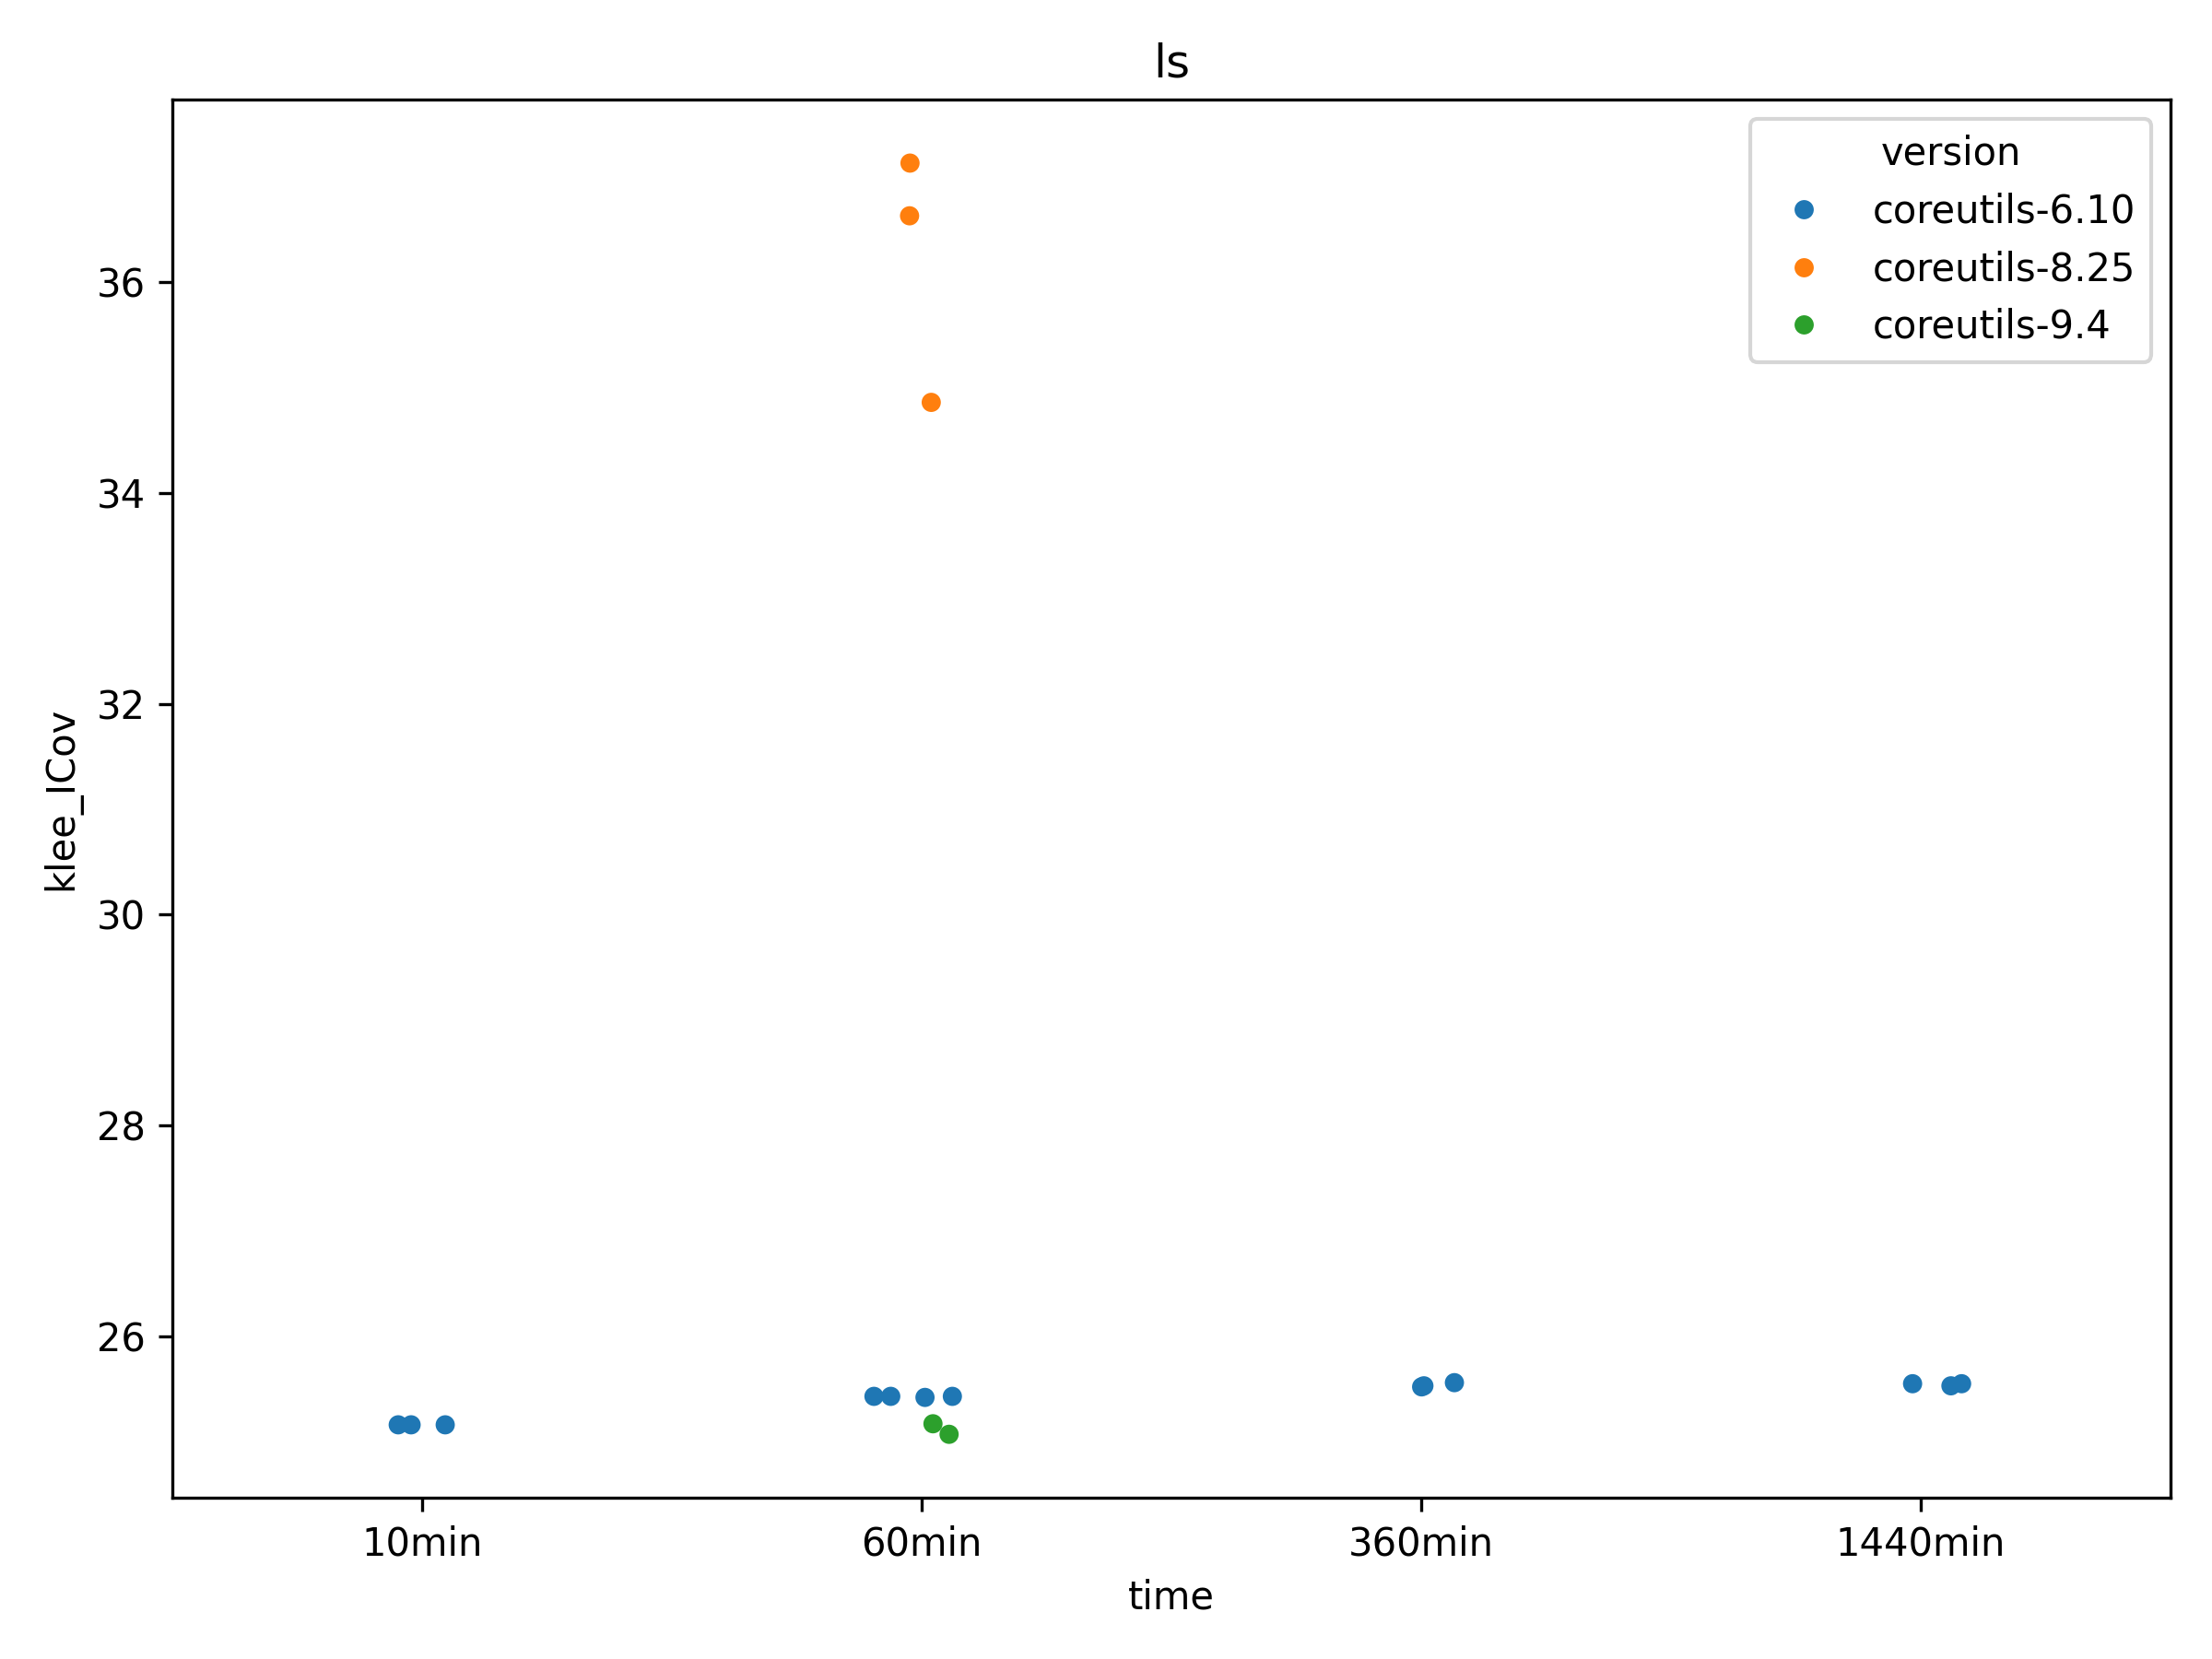 ls
version
coreutils-6.10
coreutils-8.25
coreutils-9.4
klee_ICov
36
34
32
30
28
26
10min
60min
360min
1440min
time